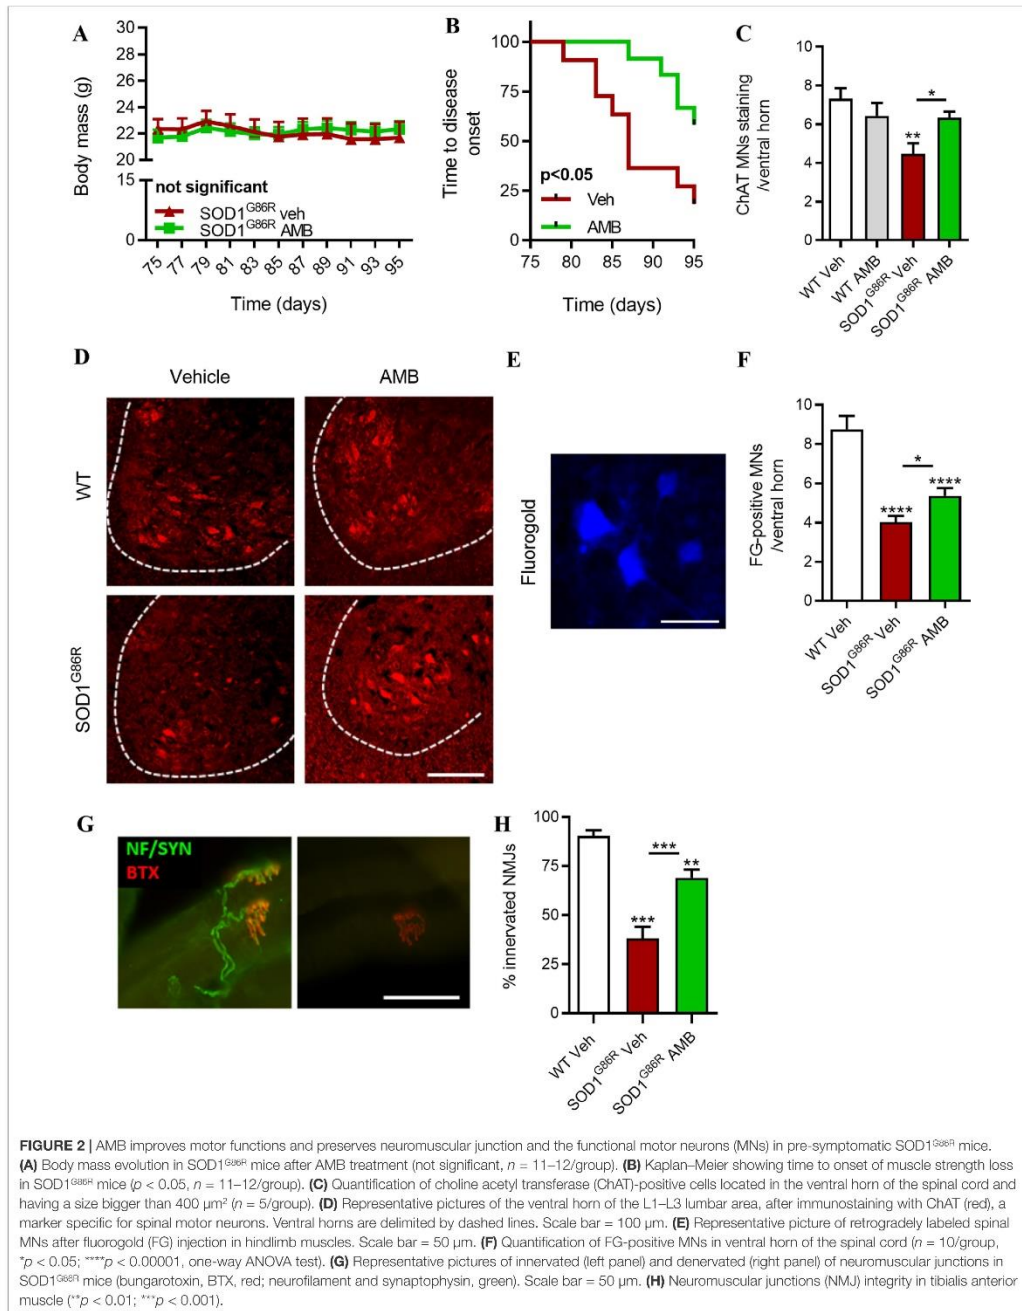 A
Body mass (g)
30
28
26
24
22
20
15
0
not significant
SOD1G86R veh
SOD1G86R AMB
75 77 79 81 83 85 87 89 91 93 95
Time (days)
B
Time to disease
onset
100
75
50
25
0
p<0.05
Veh
AMB
75 80 85 90 95
Time (days)
C
ChAT MNs staining
/ventral horn
10
8
6
4
2
0
*
**
WT Veh
WT AMB
SOD1G86R Veh
SOD1G86R AMB
D
Vehicle
AMB
WT
SOD1G86R
E
Fluorogold
F
FG-positive MNs
/ventral horn
10
8
6
4
2
0
*
****
****
WT Veh
SOD1G86R Veh
SOD1G86R AMB
G
NF/SYN
BTX
H
% innervated NMJs
100
75
50
25
0
***
**
***
WT Veh
SOD1G86R Veh
SOD1G86R AMB
FIGURE 2 | AMB improves motor functions and preserves neuromuscular junction and the functional motor neurons (MNs) in pre-symptomatic SOD1G86R mice.
(A) Body mass evolution in SOD1G86R mice after AMB treatment (not significant, n = 11–12/group). (B) Kaplan–Meier showing time to onset of muscle strength loss
in SOD1G86R mice (p < 0.05, n = 11–12/group). (C) Quantification of choline acetyl transferase (ChAT)-positive cells located in the ventral horn of the spinal cord and
having a size bigger than 400 μm² (n = 5/group). (D) Representative pictures of the ventral horn of the L1–L3 lumbar area, after immunostaining with ChAT (red), a
marker specific for spinal motor neurons. Ventral horns are delimited by dashed lines. Scale bar = 100 μm. (E) Representative picture of retrogradely labeled spinal
MNs after fluorogold (FG) injection in hindlimb muscles. Scale bar = 50 μm. (F) Quantification of FG-positive MNs in ventral horn of the spinal cord (n = 10/group,
*p < 0.05; ****p < 0.00001, one-way ANOVA test). (G) Representative pictures of innervated (left panel) and denervated (right panel) of neuromuscular junctions in
SOD1G86R mice (bungarotoxin, BTX, red; neurofilament and synaptophysin, green). Scale bar = 50 μm. (H) Neuromuscular junctions (NMJ) integrity in tibialis anterior
muscle (**p < 0.01; ***p < 0.001).